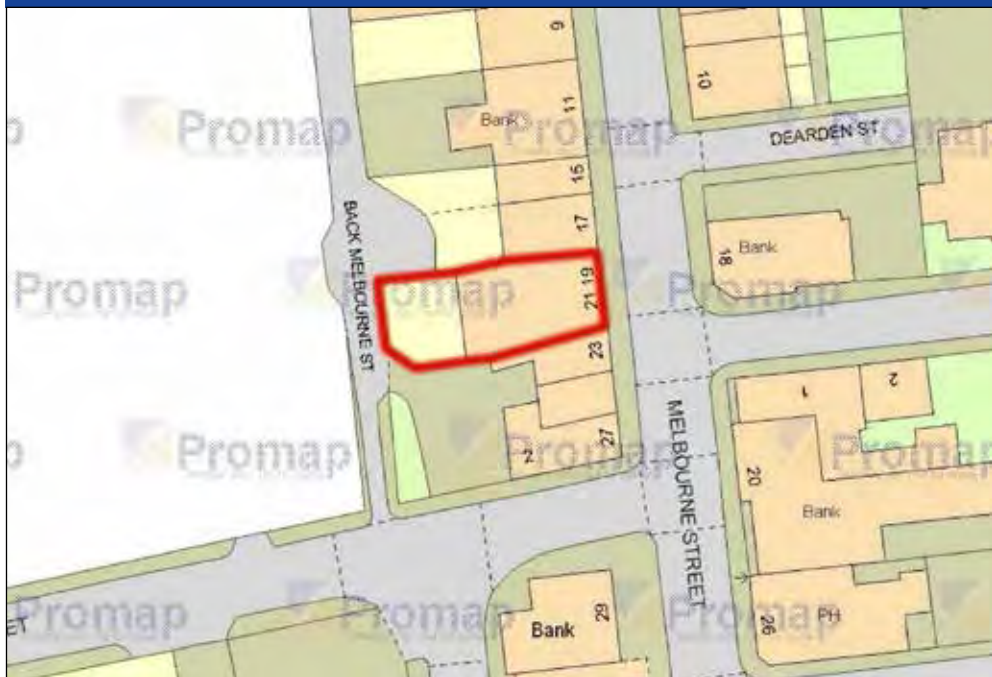 9
11
Bank
15
17
19
21
23
27
2
BACK MELBOURNE ST
10
DEARDEN ST
18
Bank
MELBOURNE STREET
1
2
20
Bank
PH
26
29
Bank
ET
Promap
Promap
Promap
Promap
Promap
Promap
Promap
Promap
Promap
Promap